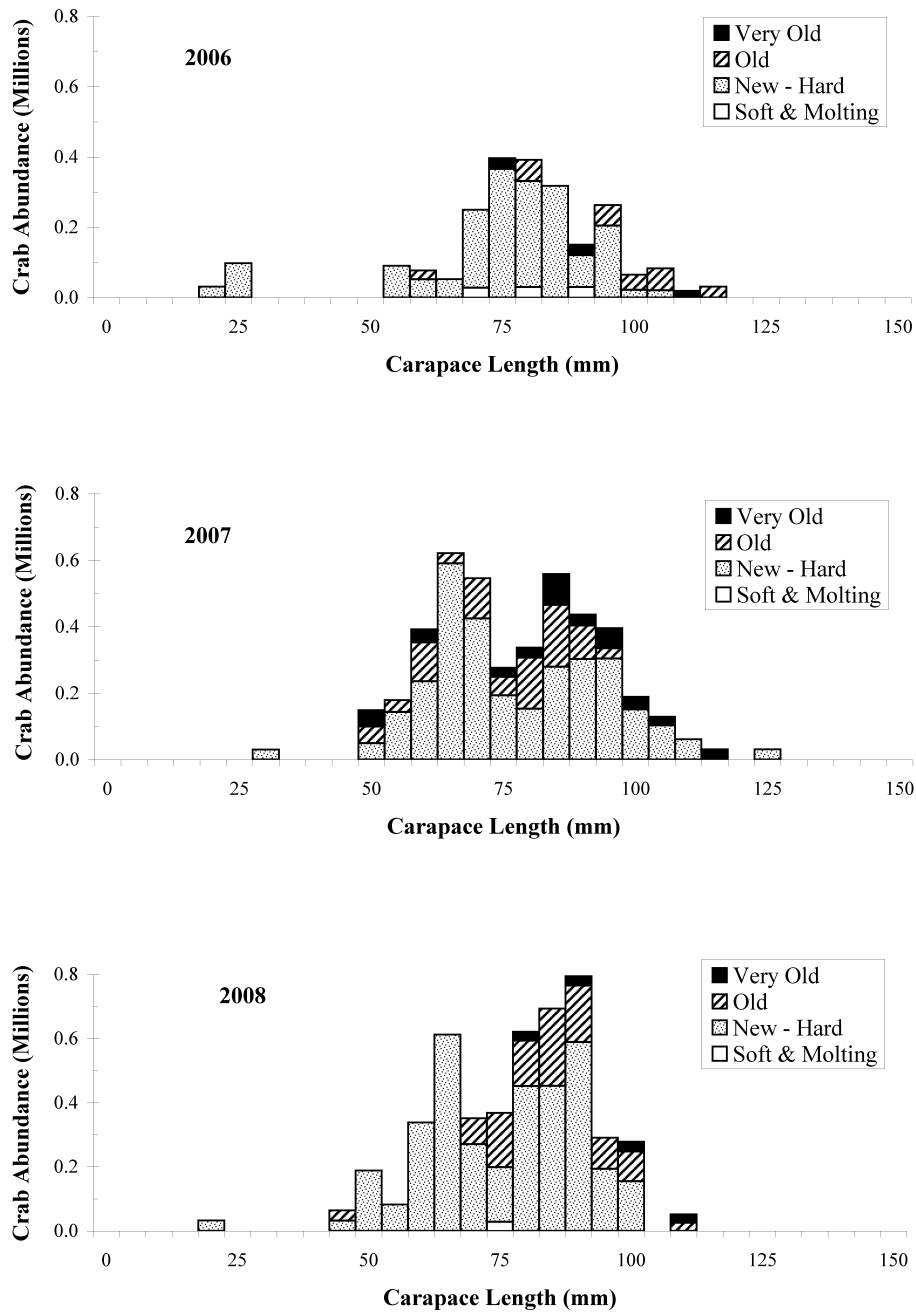 0.8
Very Old
2006
Old
0.6
New - Hard
Soft & Molting
Crab Abundance (Millions)
0.4
0.2
0.0
0 25 50 75 100 125 150
Carapace Length (mm)
0.8
Very Old
2007
Old
0.6
New - Hard
Soft & Molting
Crab Abundance (Millions)
0.4
0.2
0.0
0 25 50 75 100 125 150
Carapace Length (mm)
0.8
Very Old
2008
Old
0.6
New - Hard
Soft & Molting
Crab Abundance (Millions)
0.4
0.2
0.0
0 25 50 75 100 125 150
Carapace Length (mm)